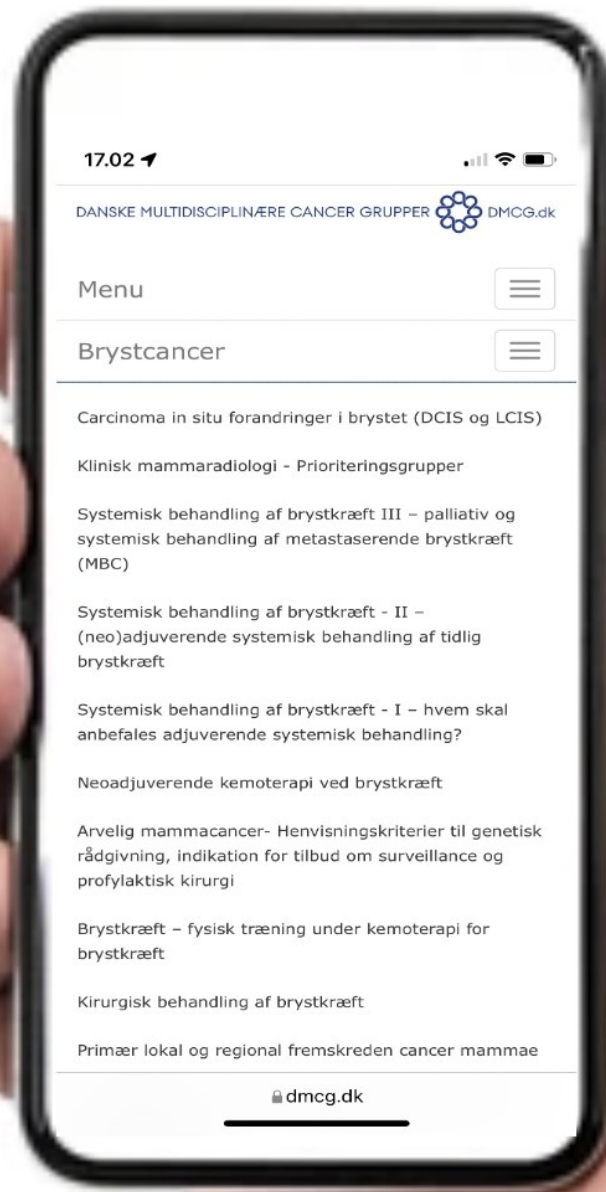 17.02
DANSKE MULTIDISCIPLINÆRE CANCER GRUPPER DMCG.dk
Menu
Brystcancer
Carcinoma in situ forandringer i brystet (DCIS og LCIS)
Klinisk mammaradiologi - Prioriteringsgrupper
Systemisk behandling af brystkræft III – palliativ og
systemisk behandling af metastaserende brystkræft
(MBC)
Systemisk behandling af brystkræft - II –
(neo)adjuverende systemisk behandling af tidlig
brystkræft
Systemisk behandling af brystkræft - I – hvem skal
anbefales adjuverende systemisk behandling?
Neoadjuverende kemoterapi ved brystkræft
Arvelig mammacancer- Henvisningskriterier til genetisk
rådgivning, indikation for tilbud om surveillance og
profylaktisk kirurgi
Brystkræft – fysisk træning under kemoterapi for
brystkræft
Kirurgisk behandling af brystkræft
Primær lokal og regional fremskreden cancer mammae
dmcg.dk